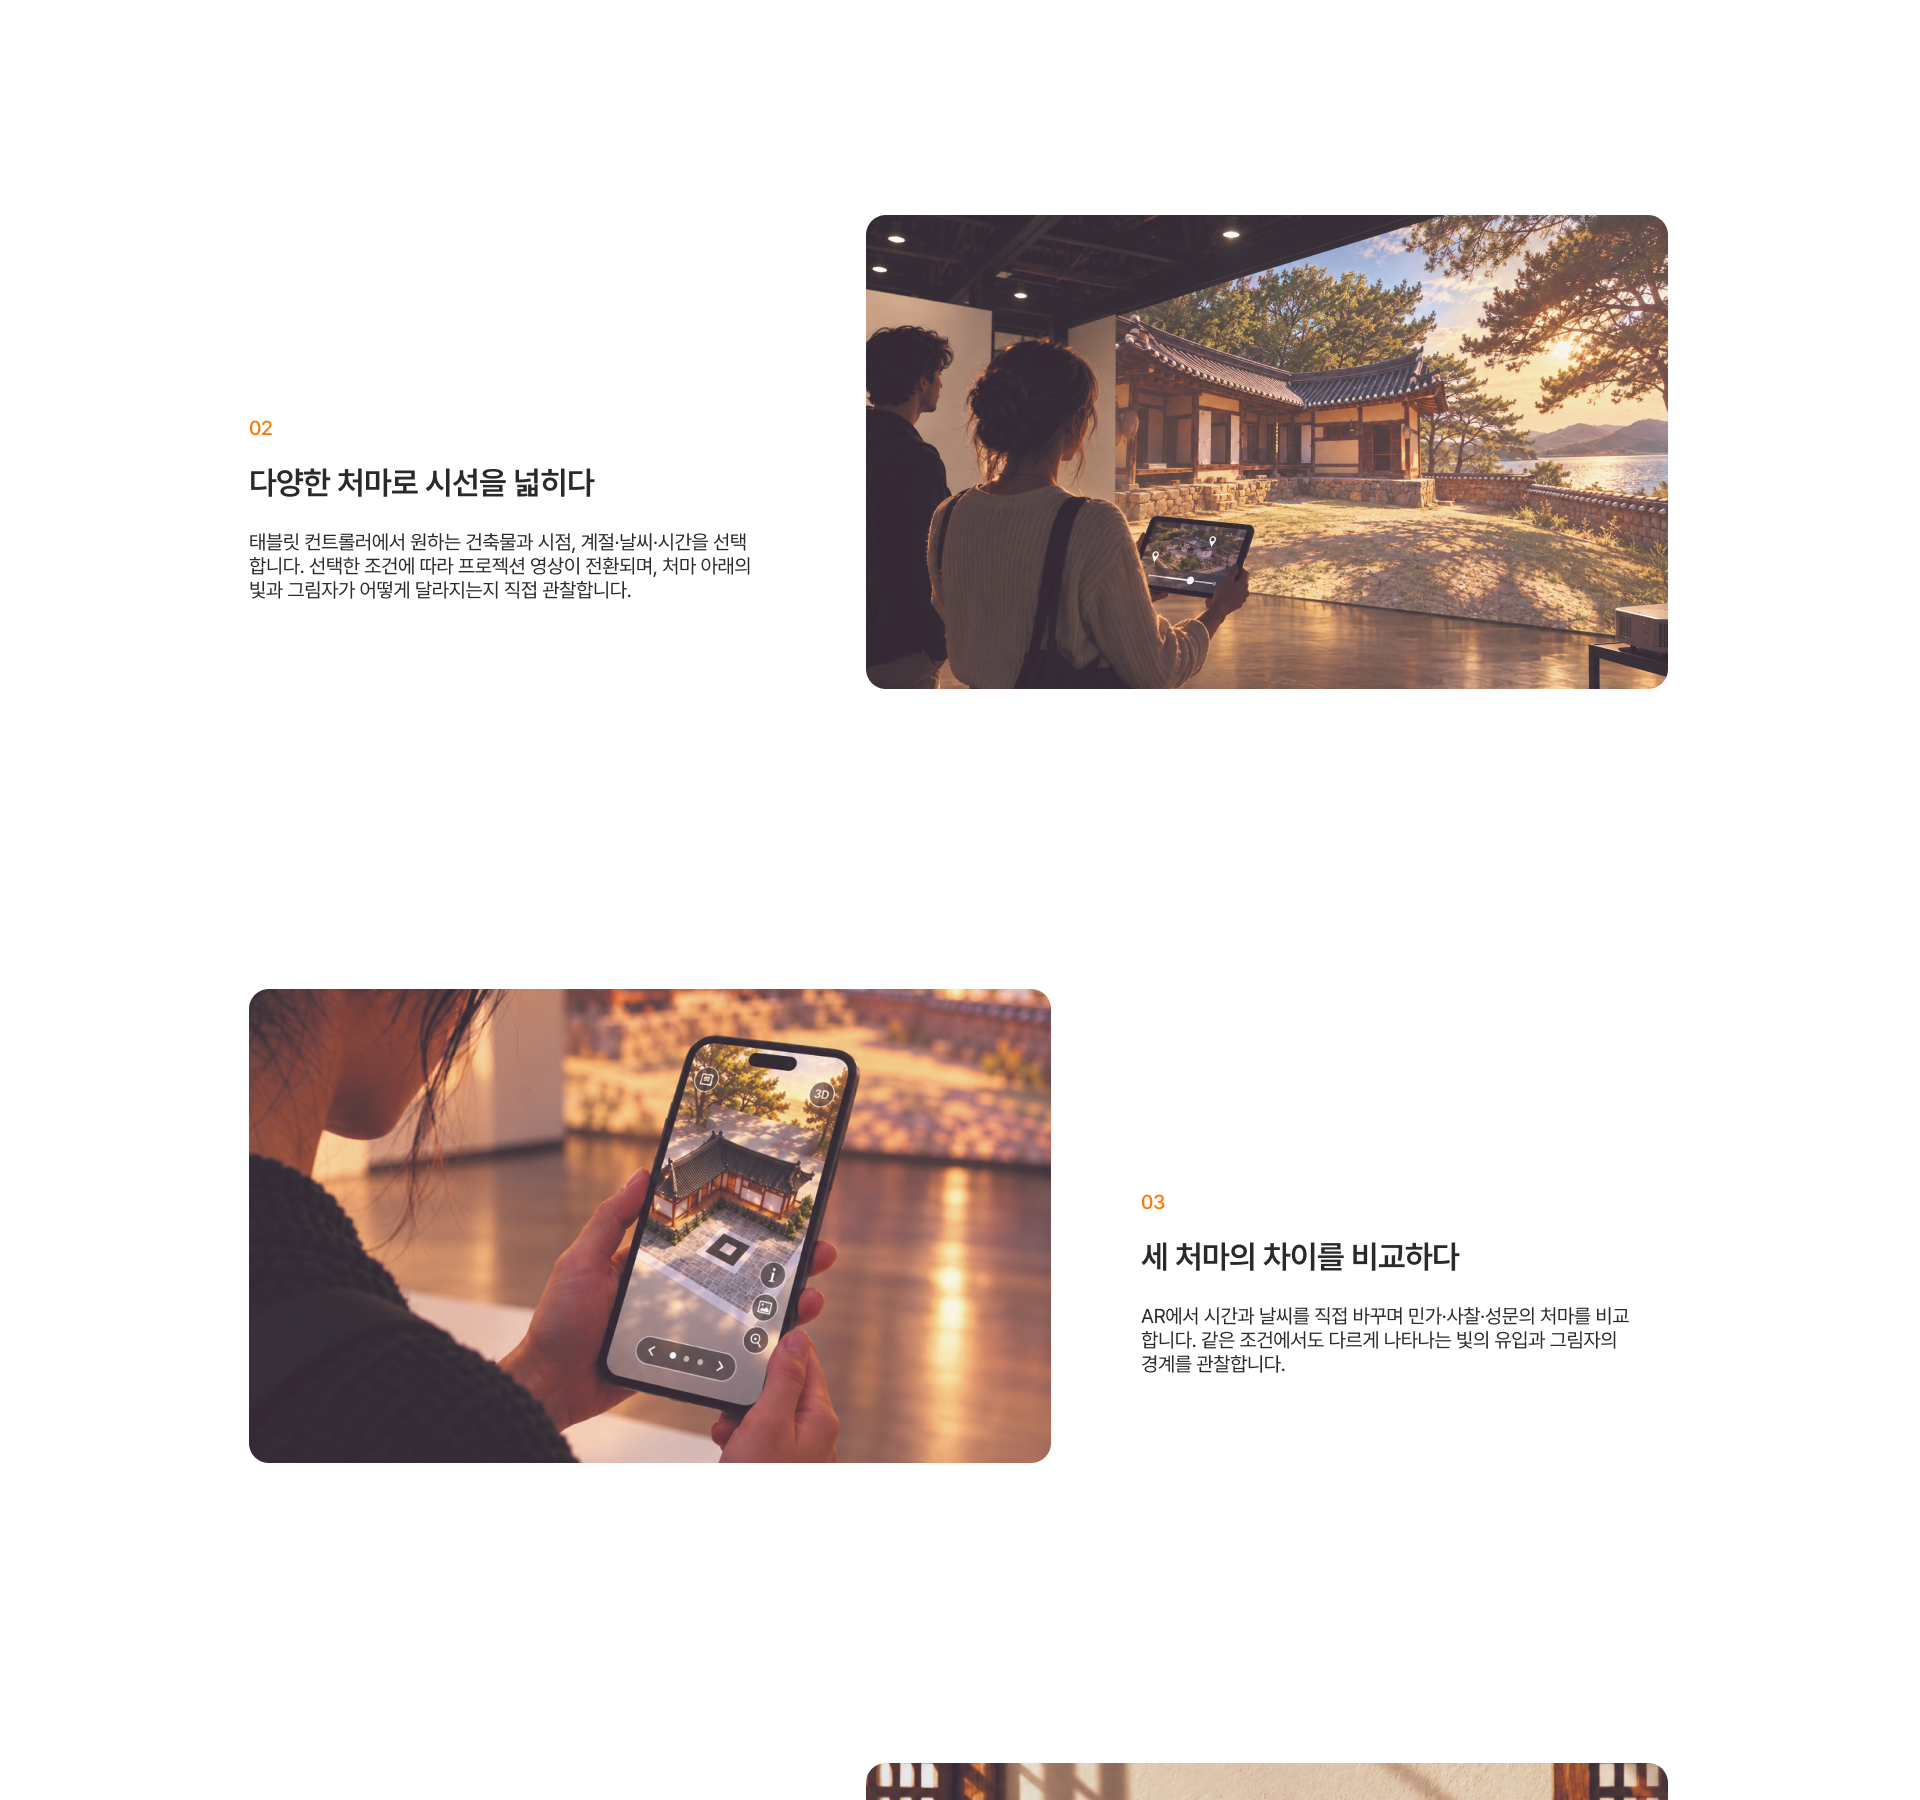 02
다양한 처마로 시선을 넓히다
태블릿 컨트롤러에서 원하는 건축물과 시점, 계절·날씨·시간을 선택
합니다. 선택한 조건에 따라 프로젝션 영상이 전환되며, 처마 아래의
빛과 그림자가 어떻게 달라지는지 직접 관찰합니다.
3D
i
03
세 처마의 차이를 비교하다
AR에서 시간과 날씨를 직접 바꾸며 민가·사찰·성문의 처마를 비교
합니다. 같은 조건에서도 다르게 나타나는 빛의 유입과 그림자의
경계를 관찰합니다.